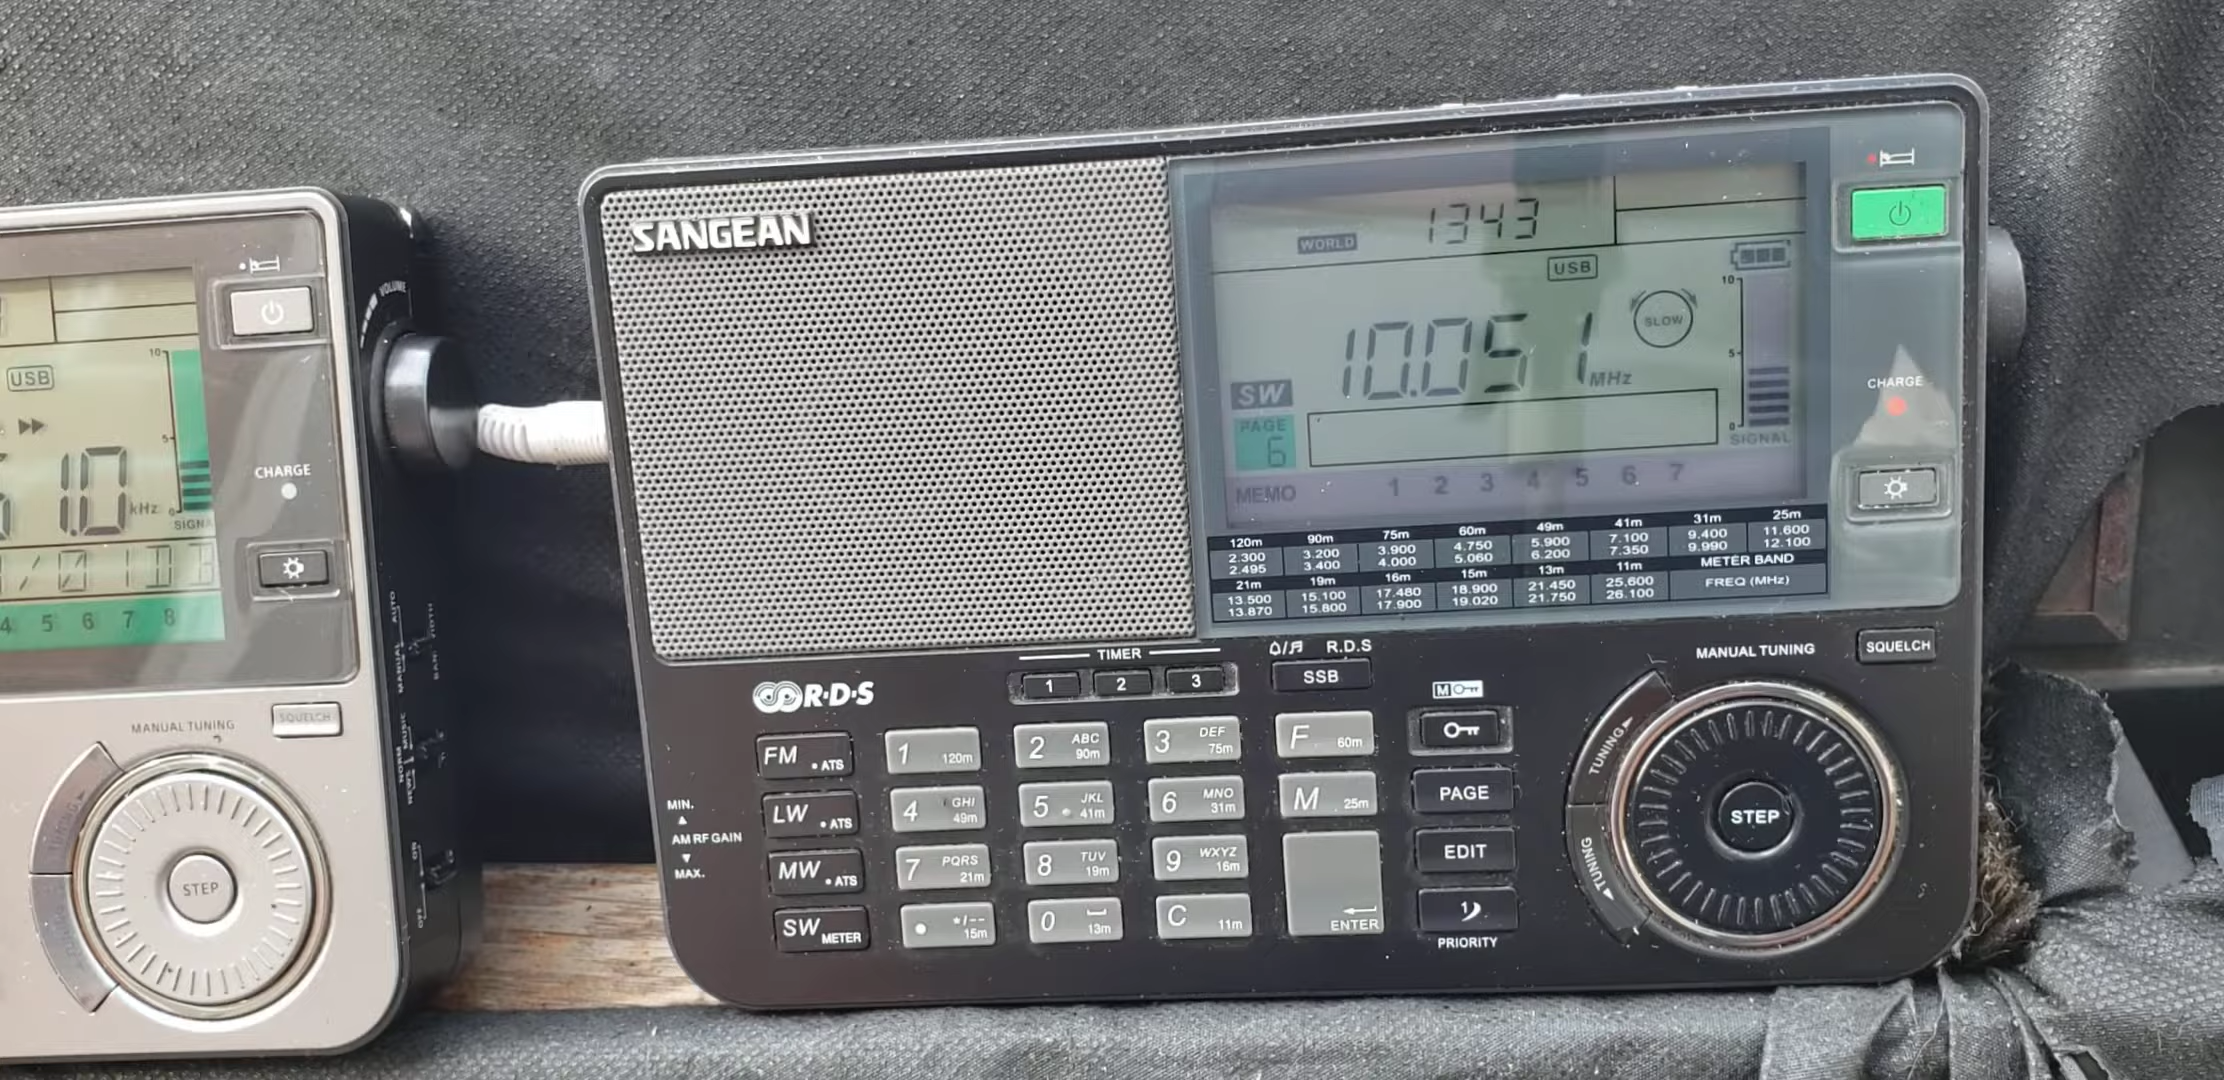 USB
10
5
1.0 kHz
0
4 5 6 7 8
CHARGE
VOLUME
MANUAL TUNING
SQUELCH
STEP
SANGEAN
WORLD 1343
USB
10.051 MHz
SLOW
10
5
0
SIGNAL
SW
PAGE
6
MEMO 1 2 3 4 5 6 7
CHARGE
120m 90m 75m 60m 49m 41m 31m 25m
2.300 3.200 3.900 4.750 5.900 7.100 9.400 11.600
2.495 3.400 4.000 5.060 6.200 7.350 9.990 12.100
21m 19m 16m 15m 13m 11m METER BAND
13.500 15.100 17.480 18.900 21.450 25.600 FREQ (MHz)
13.870 15.800 17.900 19.020 21.750 26.100
R·D·S
TIMER
1 2 3
R.D.S
SSB
MANUAL TUNING
SQUELCH
M
FM • ATS
1 120m
2 ABC 90m
3 DEF 75m
F 60m
TUNING
MIN.
AM RF GAIN
MAX.
LW • ATS
4 GHI 49m
5 JKL 41m
6 MNO 31m
M 25m
PAGE
STEP
MW • ATS
7 PQRS 21m
8 TUV 19m
9 WXYZ 16m
ENTER
EDIT
TUNING
SW METER
• */-- 15m
0 13m
C 11m
PRIORITY